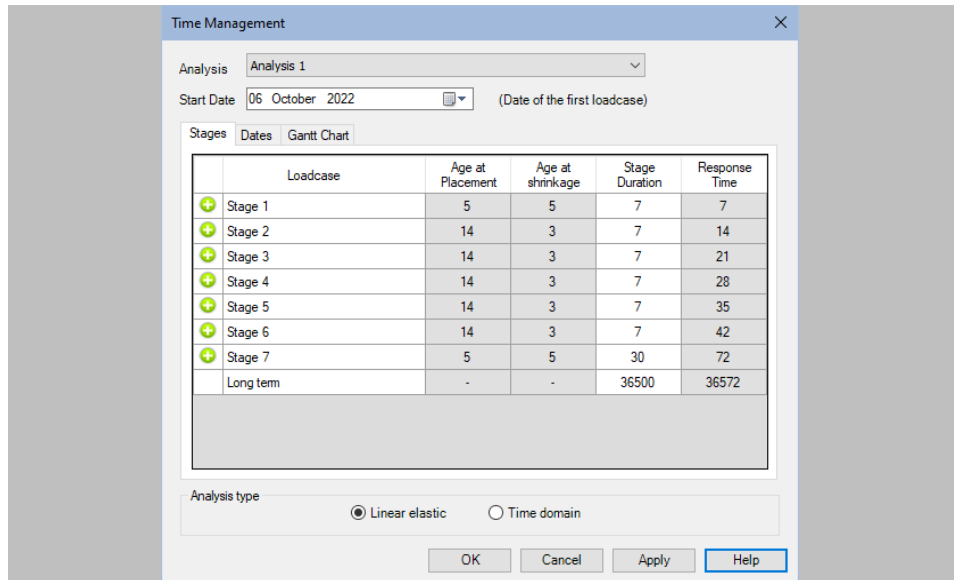 Time Management
Analysis Analysis 1
Start Date 06 October 2022 (Date of the first loadcase)
Stages Dates Gantt Chart
Loadcase Age at Placement Age at shrinkage Stage Duration Response Time
Stage 1 5 5 7 7
Stage 2 14 3 7 14
Stage 3 14 3 7 21
Stage 4 14 3 7 28
Stage 5 14 3 7 35
Stage 6 14 3 7 42
Stage 7 5 5 30 72
Long term - - 36500 36572
Analysis type
Linear elastic Time domain
OK Cancel Apply Help